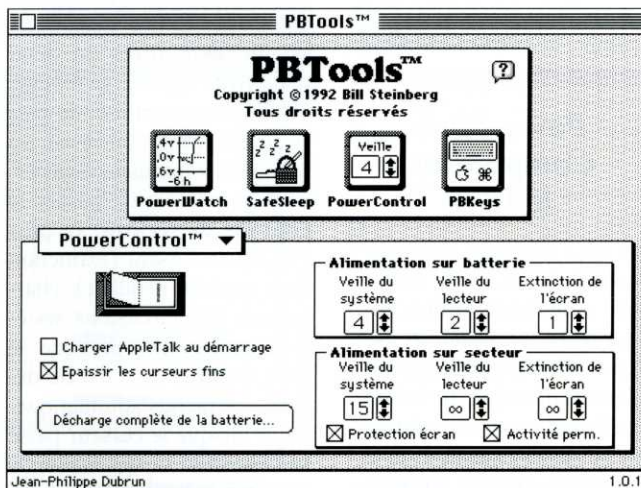 PBTools™
PBTools™
Copyright ©1992 Bill Steinberg
Tous droits réservés
?
,4v
,0v
,6v
-6 h
z z z z z
Veille
4
⌘
PowerWatch SafeSleep PowerControl PBKeys
PowerControl™
Charger AppleTalk au démarrage
Epaissir les curseurs fins
Décharge complète de la batterie...
Alimentation sur batterie
Veille du système
Veille du lecteur
Extinction de l'écran
4 2 1
Alimentation sur secteur
Veille du système
Veille du lecteur
Extinction de l'écran
15 ∞ ∞
Protection écran Activité perm.
Jean-Philippe Dubrun 1.0.1